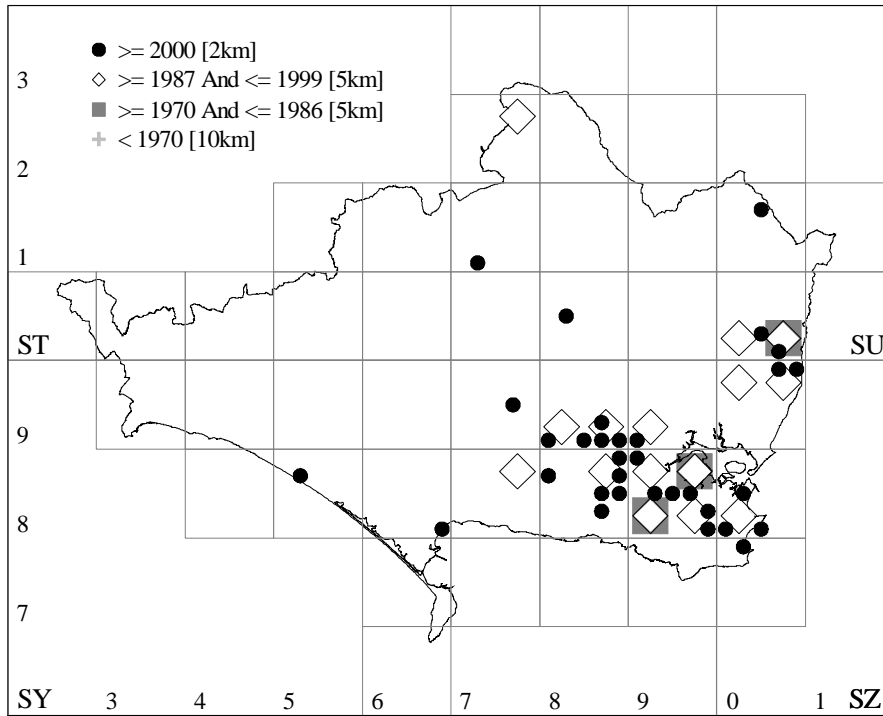 >= 2000 [2km]
>= 1987 And <= 1999 [5km]
>= 1970 And <= 1986 [5km]
< 1970 [10km]
3
2
1
ST
SU
9
8
7
SY 3 4 5 6 7 8 9 0 1 SZ